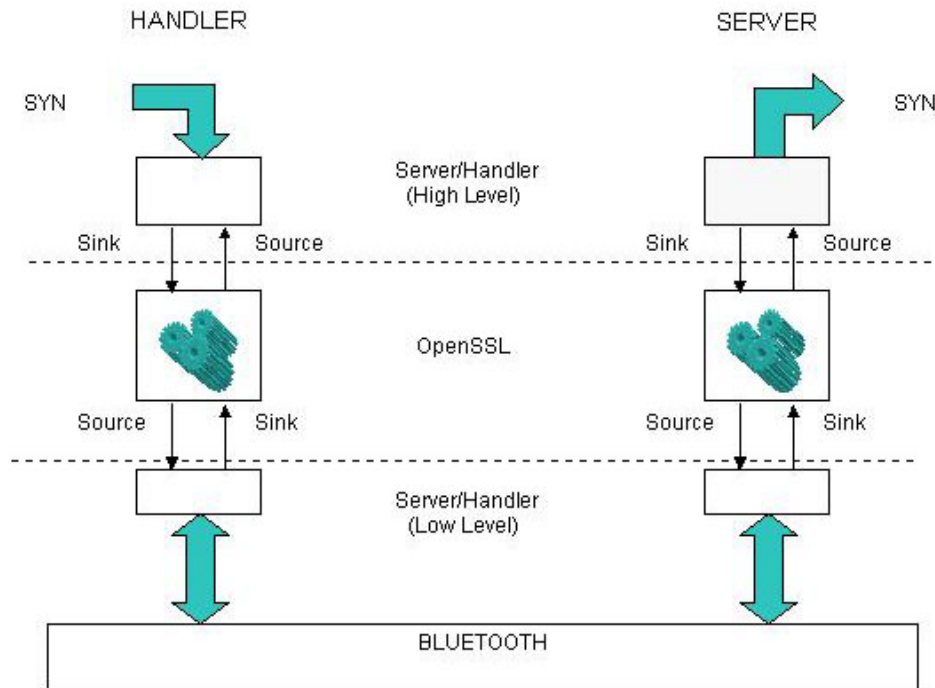 HANDLER
SERVER
SYN
SYN
Server/Handler
(High Level)
Sink
Source
Sink
Source
OpenSSL
Source
Sink
Source
Sink
Server/Handler
(Low Level)
BLUETOOTH